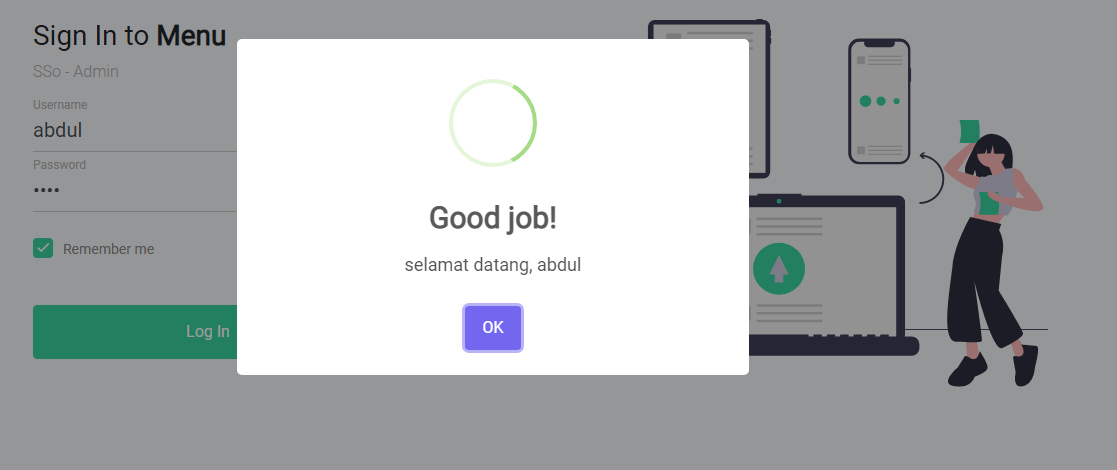 Sign In to Menu
SSo - Admin
Username
abdul
Password
••••
Remember me
Log In
Good job!
selamat datang, abdul
OK